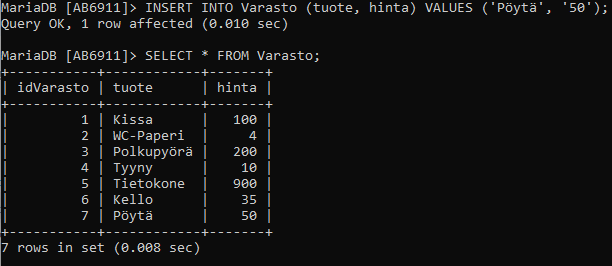 MariaDB [AB6911]> INSERT INTO Varasto (tuote, hinta) VALUES ('Pöytä', '50');
Query OK, 1 row affected (0.010 sec)

MariaDB [AB6911]> SELECT * FROM Varasto;
+-----------+------------+-------+
| idVarasto | tuote      | hinta |
+-----------+------------+-------+
|         1 | Kissa      |   100 |
|         2 | WC-Paperi  |     4 |
|         3 | Polkupyörä |   200 |
|         4 | Tyyny      |    10 |
|         5 | Tietokone  |   900 |
|         6 | Kello      |    35 |
|         7 | Pöytä      |    50 |
+-----------+------------+-------+
7 rows in set (0.008 sec)